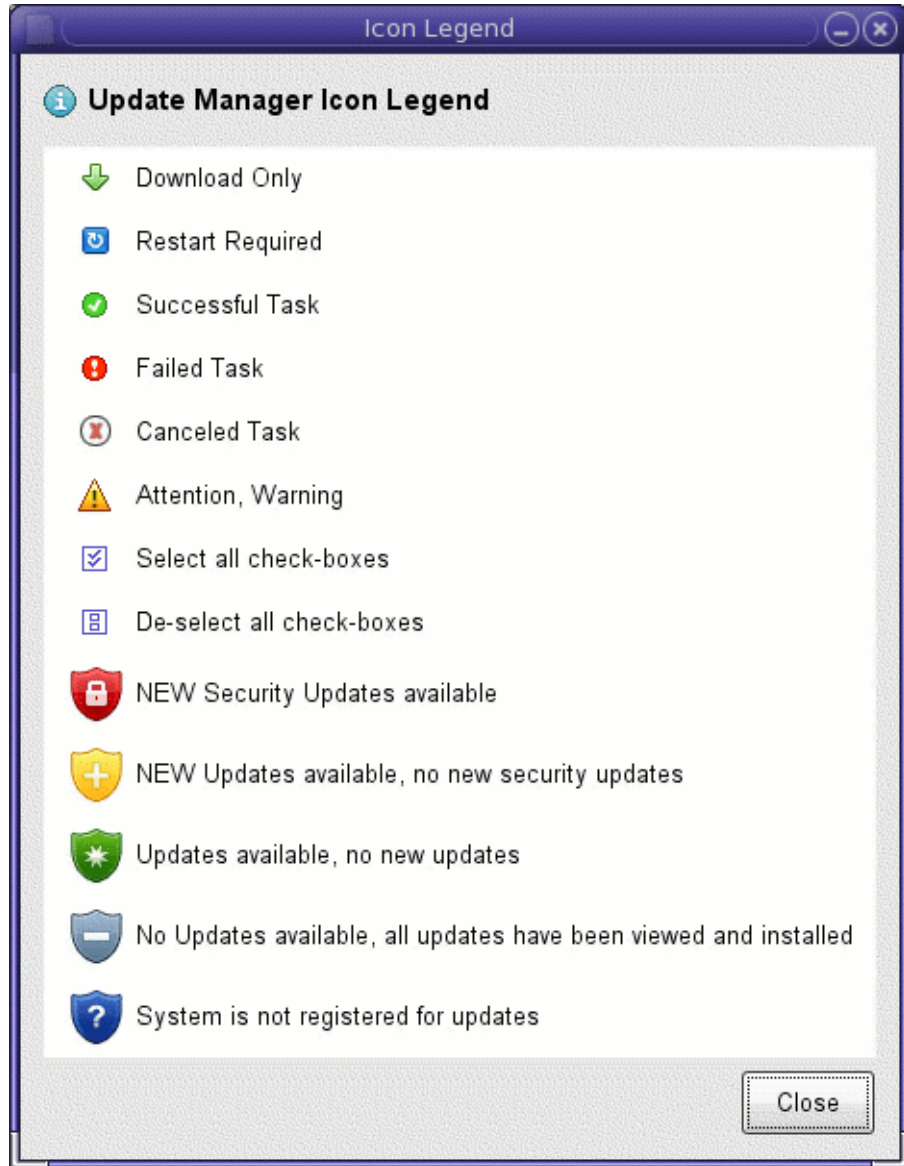 Icon Legend
Update Manager Icon Legend
Download Only
Restart Required
Successful Task
Failed Task
Canceled Task
Attention, Warning
Select all check-boxes
De-select all check-boxes
NEW Security Updates available
NEW Updates available, no new security updates
Updates available, no new updates
No Updates available, all updates have been viewed and installed
System is not registered for updates
Close